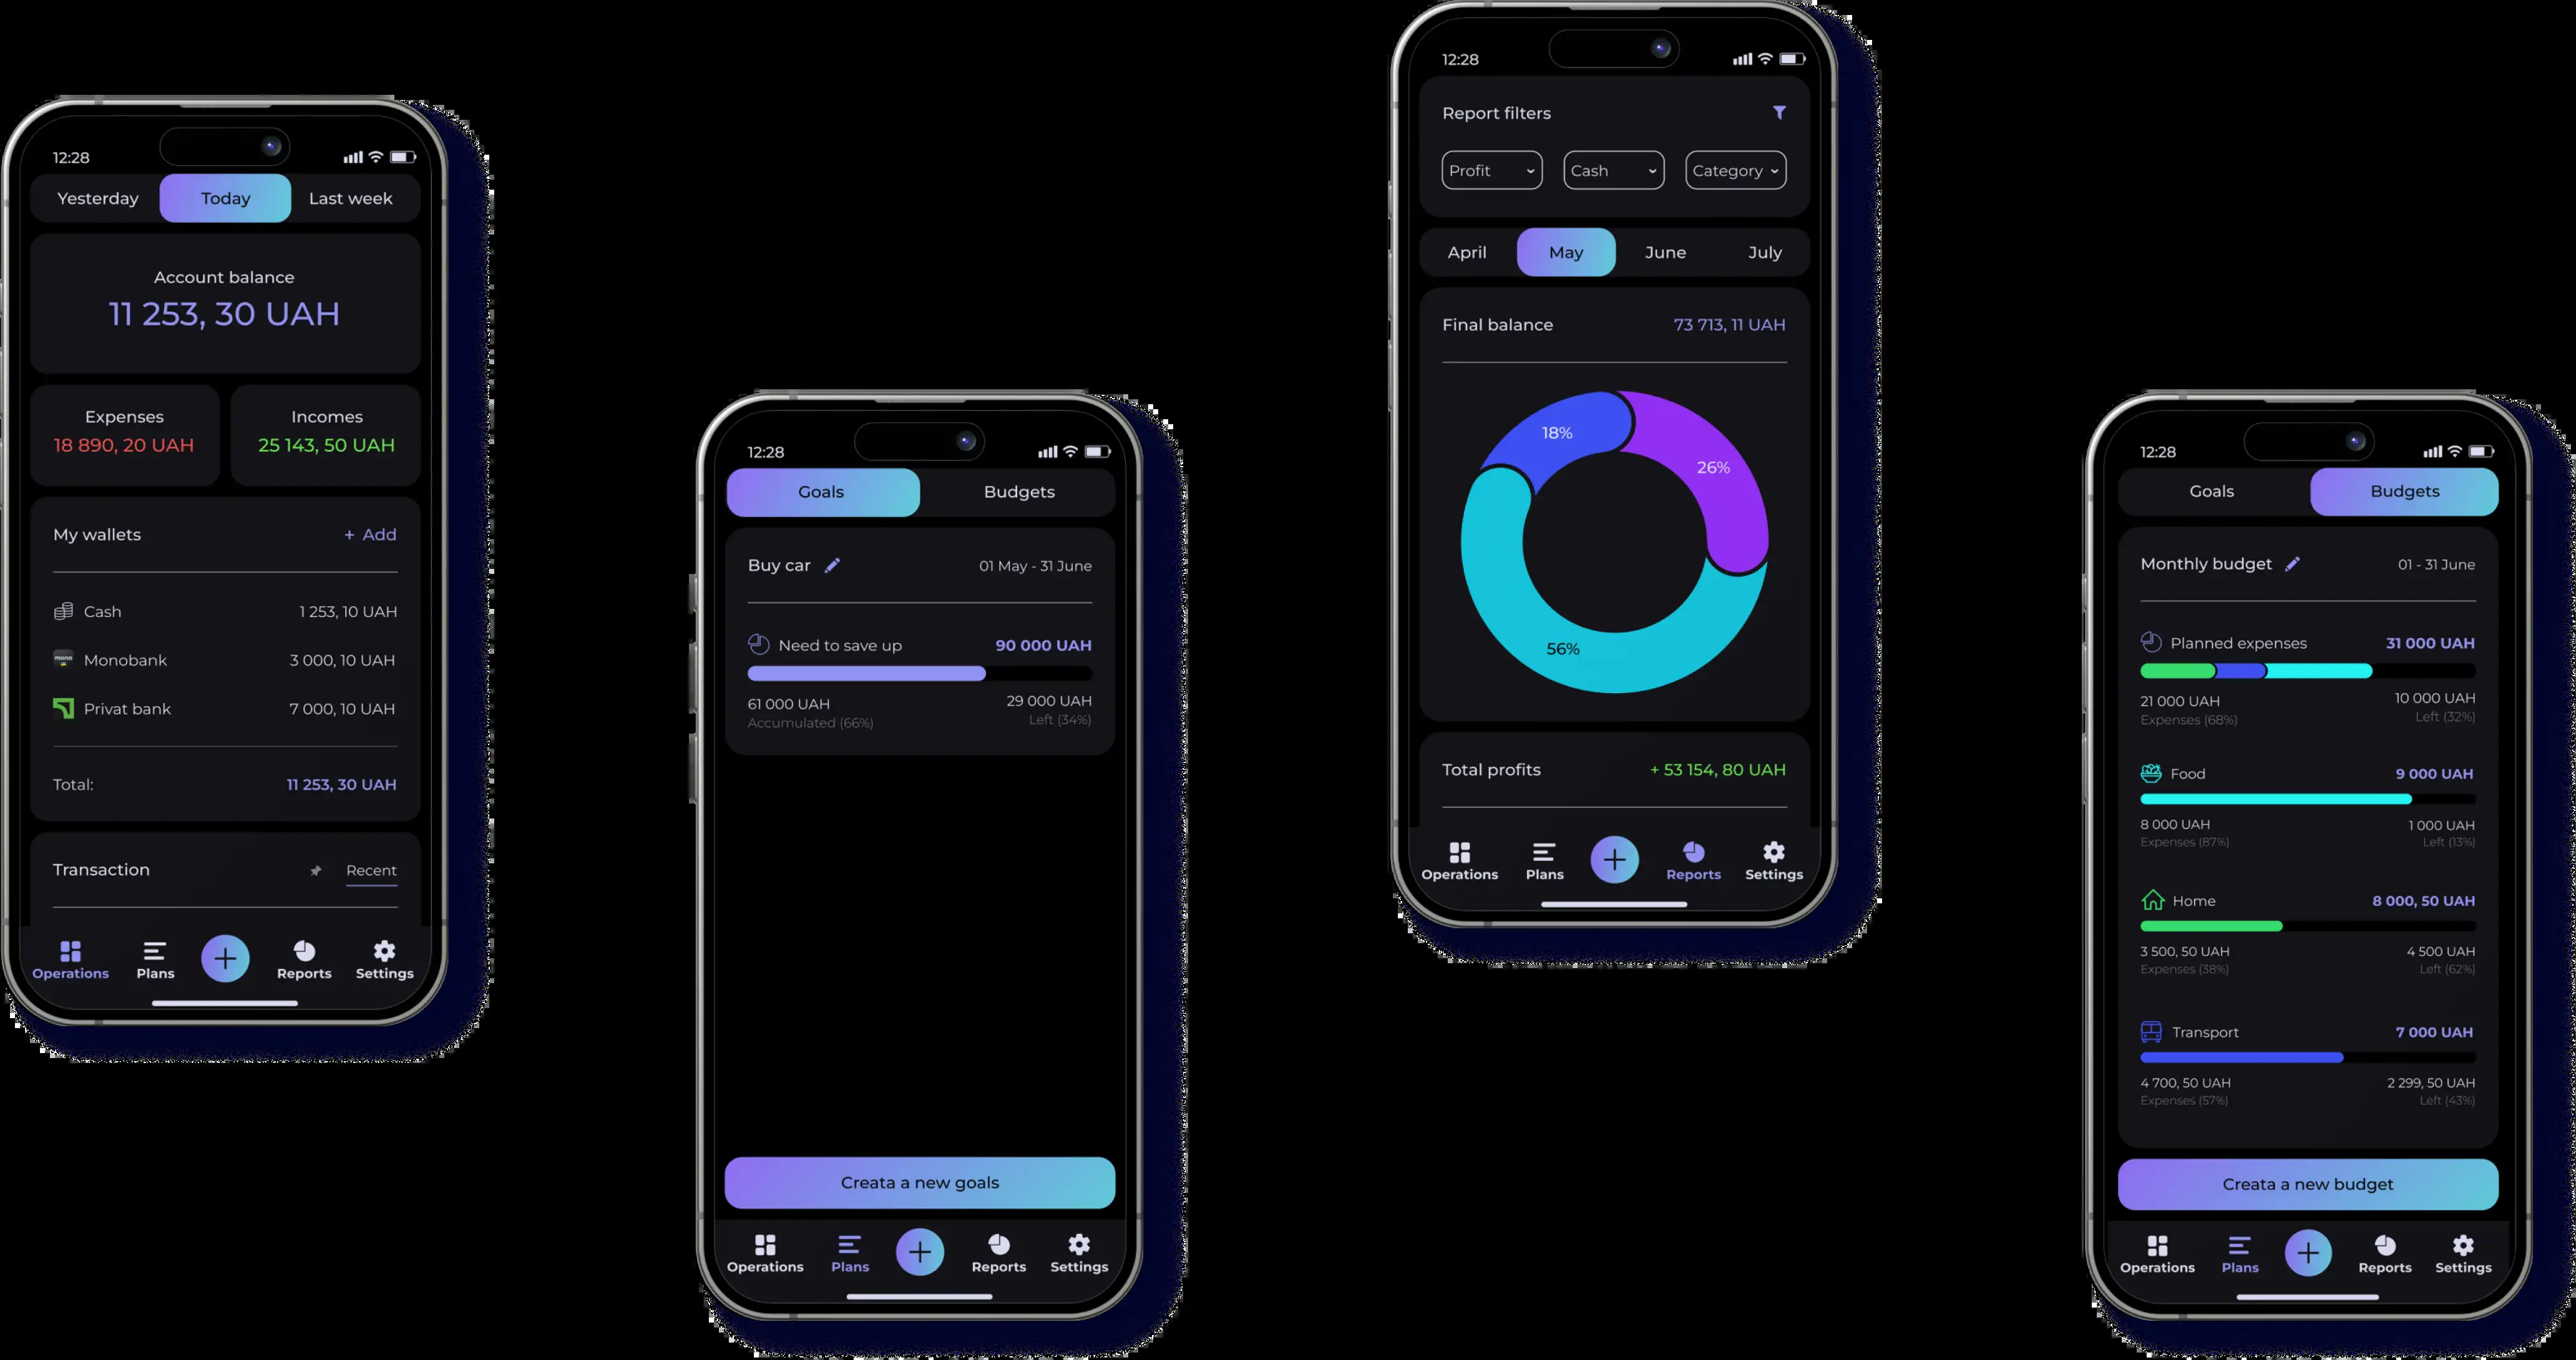 12:28
Yesterday Today Last week
Account balance
11 253, 30 UAH
Expenses Incomes
18 890, 20 UAH 25 143, 50 UAH
My wallets + Add
Cash 1 253, 10 UAH
mono Monobank 3 000, 10 UAH
Privat bank 7 000, 10 UAH
Total: 11 253, 30 UAH
Transaction Recent
Operations Plans Reports Settings
12:28
Goals Budgets
Buy car 01 May - 31 June
Need to save up 90 000 UAH
61 000 UAH 29 000 UAH
Accumulated (66%) Left (34%)
Creata a new goals
Operations Plans Reports Settings
12:28
Report filters
Profit Cash Category
April May June July
Final balance 73 713, 11 UAH
18%
26%
56%
Total profits + 53 154, 80 UAH
Operations Plans Reports Settings
12:28
Goals Budgets
Monthly budget 01 - 31 June
Planned expenses 31 000 UAH
21 000 UAH 10 000 UAH
Expenses (68%) Left (32%)
Food 9 000 UAH
8 000 UAH 1 000 UAH
Expenses (87%) Left (13%)
Home 8 000, 50 UAH
3 500, 50 UAH 4 500 UAH
Expenses (38%) Left (62%)
Transport 7 000 UAH
4 700, 50 UAH 2 299, 50 UAH
Expenses (57%) Left (43%)
Creata a new budget
Operations Plans Reports Settings